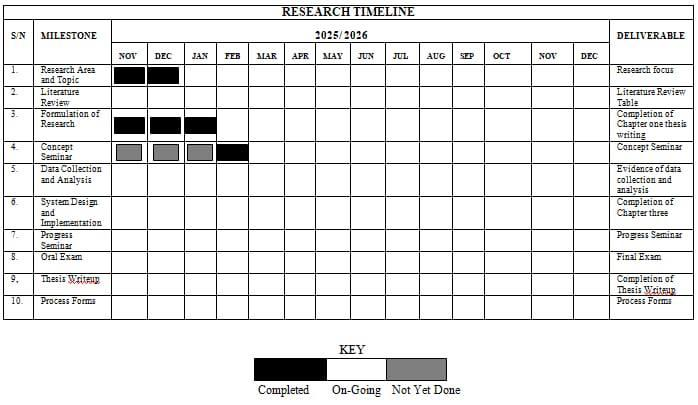 RESEARCH TIMELINE
S/N MILESTONE 2025/2026 DELIVERABLE
NOV DEC JAN FEB MAR APR MAY JUN JUL AUG SEP OCT NOV DEC
1. Research Area and Topic Research focus
2. Literature Review Literature Review Table
3. Formulation of Research Completion of Chapter one thesis writing
4. Concept Seminar Concept Seminar
5. Data Collection and Analysis Evidence of data collection and analysis
6. System Design and Implementation Completion of Chapter three
7. Progress Seminar Progress Seminar
8. Oral Exam Final Exam
9, Thesis Writeup Completion of Thesis Writeup
10. Process Forms Process Forms
KEY
Completed On-Going Not Yet Done